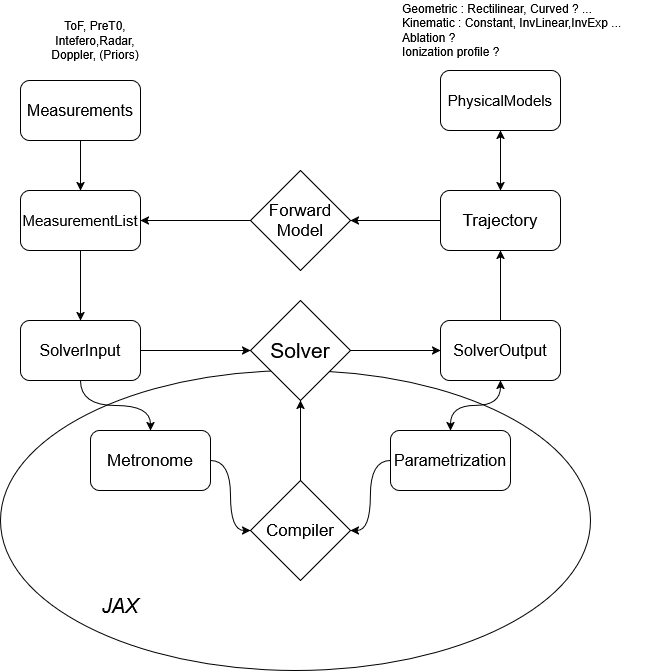 ToF, PreT0,
Intefero,Radar,
Doppler, (Priors)
Geometric : Rectilinear, Curved ? ...
Kinematic : Constant, InvLinear,InvExp ...
Ablation ?
Ionization profile ?
Measurements
PhysicalModels
MeasurementList
Forward
Model
Trajectory
SolverInput
Solver
SolverOutput
Metronome
Parametrization
Compiler
JAX